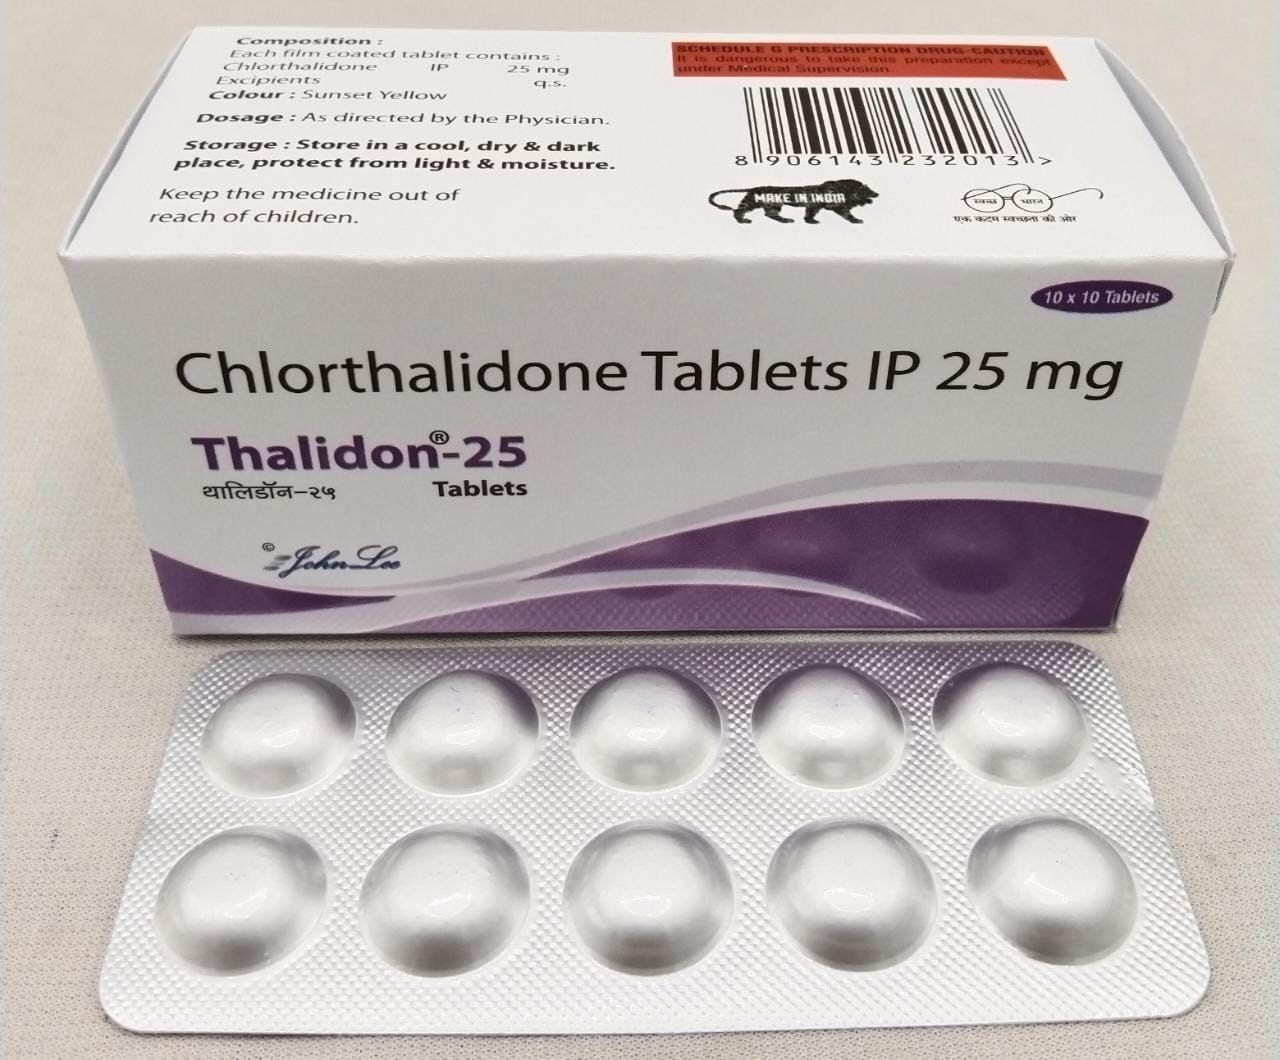 Composition :
Each film coated tablet contains :
Chlorthalidone IP 25 mg
Excipients q.s.
Colour : Sunset Yellow
Dosage : As directed by the Physician.
Storage : Store in a cool, dry & dark
place, protect from light & moisture.
Keep the medicine out of
reach of children.
SCHEDULE G PRESCRIPTION DRUG-CAUTION
It is dangerous to take this preparation except
under Medical Supervision.
8 906143 232013 >
MAKE IN INDIA
स्वच्छ भारत
एक कदम स्वच्छता की ओर
10 x 10 Tablets
Chlorthalidone Tablets IP 25 mg
Thalidon®-25
थालिडॉन-२५ Tablets
© John Lee